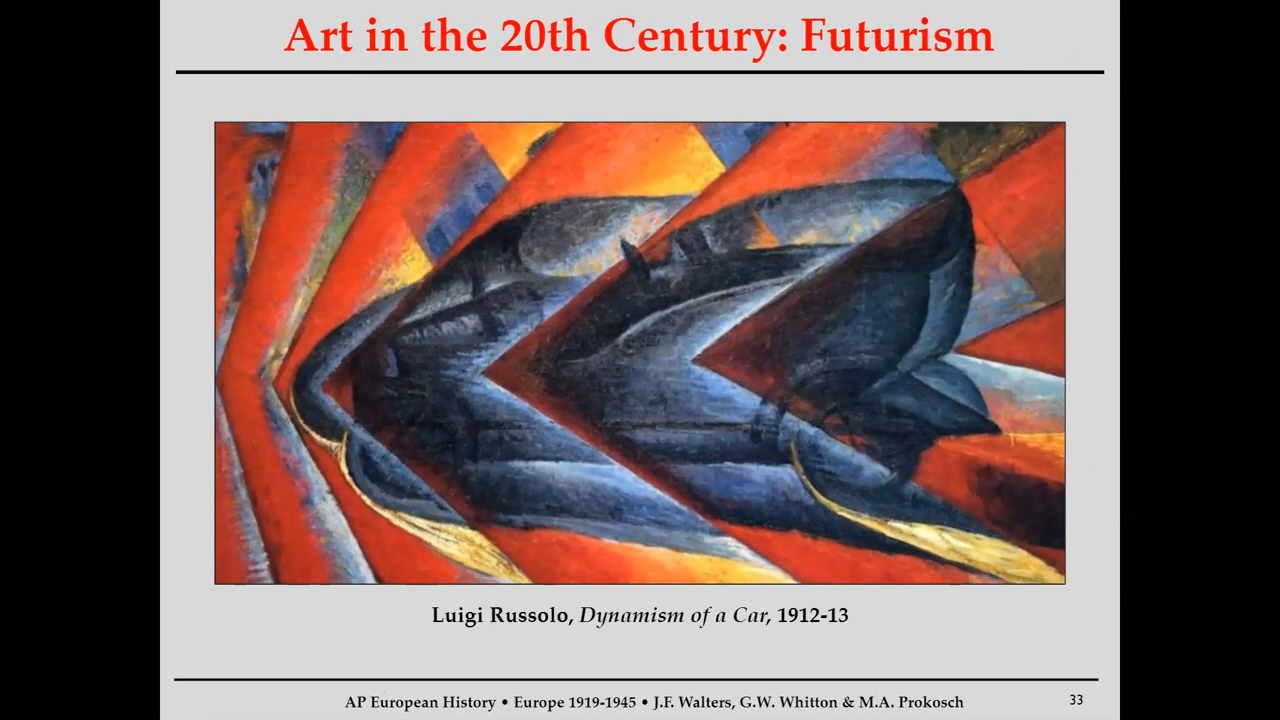 Art in the 20th Century: Futurism
Luigi Russolo, Dynamism of a Car, 1912-13
AP European History • Europe 1919-1945 • J.F. Walters, G.W. Whitton & M.A. Prokosch
33